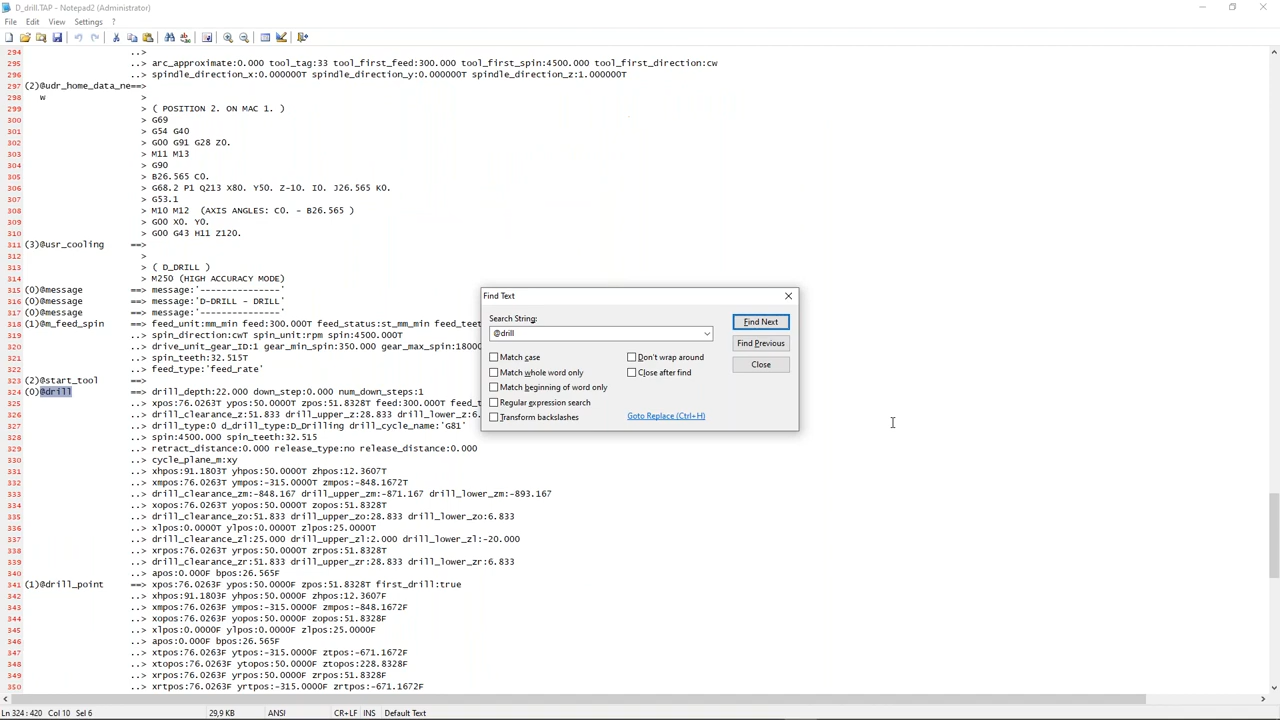 D_drill.TAP - Notepad2 (Administrator)
File Edit View Settings ?
294 ..>
295 ..> arc_approximate:0.000 tool_tag:33 tool_first_feed:300.000 tool_first_spin:4500.000 tool_first_direction:cw
296 ..> spindle_direction_x:0.000000T spindle_direction_y:0.000000T spindle_direction_z:1.000000T
297 (2)@udr_home_data_ne==>
298 w >
299 > ( POSITION 2. ON MAC 1. )
300 > G69
301 > G54 G40
302 > G00 G91 G28 Z0.
303 > M11 M13
304 > G90
305 > B26.565 C0.
306 > G68.2 P1 Q213 X80. Y50. Z-10. I0. J26.565 K0.
307 > G53.1
308 > M10 M12 (AXIS ANGLES: C0. - B26.565 )
309 > G00 X0. Y0.
310 > G00 G43 H11 Z120.
311 (3)@usr_cooling ==>
312 >
313 > ( D_DRILL )
314 > M250 (HIGH ACCURACY MODE)
315 (0)@message ==> message:'---------------'
316 (0)@message ==> message:'D-DRILL - DRILL'
317 (0)@message ==> message:'---------------'
318 (1)@m_feed_spin ==> feed_unit:mm_min feed:300.000T feed_status:st_mm_min feed_teet
319 ..> spin_direction:cwT spin_unit:rpm spin:4500.000T
320 ..> drive_unit_gear_ID:1 gear_min_spin:350.000 gear_max_spin:18000
321 ..> spin_teeth:32.515T
322 ..> feed_type:'feed_rate'
323 (2)@start_tool ==>
324 (0)@drill ==> drill_depth:22.000 down_step:0.000 num_down_steps:1
325 ..> xpos:76.0263T ypos:50.0000T zpos:51.8328T feed:300.000 feed_t
326 ..> drill_clearance_z:51.833 drill_upper_z:28.833 drill_lower_z:6.
327 ..> drill_type:0 d_drill_type:D_Drilling drill_cycle_name:'G81'
328 ..> spin:4500.000 spin_teeth:32.515
329 ..> retract_distance:0.000 release_type:no release_distance:0.000
330 ..> cycle_plane_m:xy
331 ..> xhpos:91.1803T yhpos:50.0000T zhpos:12.3607T
332 ..> xmpos:76.0263T ympos:-315.0000T zmpos:-848.1672T
333 ..> drill_clearance_zm:-848.167 drill_upper_zm:-871.167 drill_lower_zm:-893.167
334 ..> xopos:76.0263T yopos:50.0000T zopos:51.8328T
335 ..> drill_clearance_zo:51.833 drill_upper_zo:28.833 drill_lower_zo:6.833
336 ..> xlpos:0.0000T ylpos:0.0000T zlpos:25.0000T
337 ..> drill_clearance_zl:25.000 drill_upper_zl:2.000 drill_lower_zl:-20.000
338 ..> xrpos:76.0263T yrpos:50.0000T zrpos:51.8328T
339 ..> drill_clearance_zr:51.833 drill_upper_zr:28.833 drill_lower_zr:6.833
340 ..> apos:0.000F bpos:26.565F
341 (1)@drill_point ==> xpos:76.0263F ypos:50.0000F zpos:51.8328T first_drill:true
342 ..> xhpos:91.1803F yhpos:50.0000F zhpos:12.3607F
343 ..> xmpos:76.0263F ympos:-315.0000F zmpos:-848.1672F
344 ..> xopos:76.0263F yopos:50.0000F zopos:51.8328F
345 ..> xlpos:0.0000F ylpos:0.0000F zlpos:25.0000F
346 ..> apos:0.000F bpos:26.565F
347 ..> xtpos:76.0263F ytpos:-315.0000F ztpos:-671.1672F
348 ..> xtopos:76.0263F ytopos:50.0000F ztopos:228.8328F
349 ..> xrpos:76.0263F yrpos:50.0000F zrpos:51.8328F
350 ..> xrtpos:76.0263F yrtpos:-315.0000F zrtpos:-671.1672F
Find Text
Search String:
@drill
Find Next
Find Previous
Close
Match case
Don't wrap around
Match whole word only
Close after find
Match beginning of word only
Regular expression search
Transform backslashes
Goto Replace (Ctrl+H)
Ln 324 : 420 Col 10 Sel 6 29,9 KB ANSI CR+LF INS Default Text